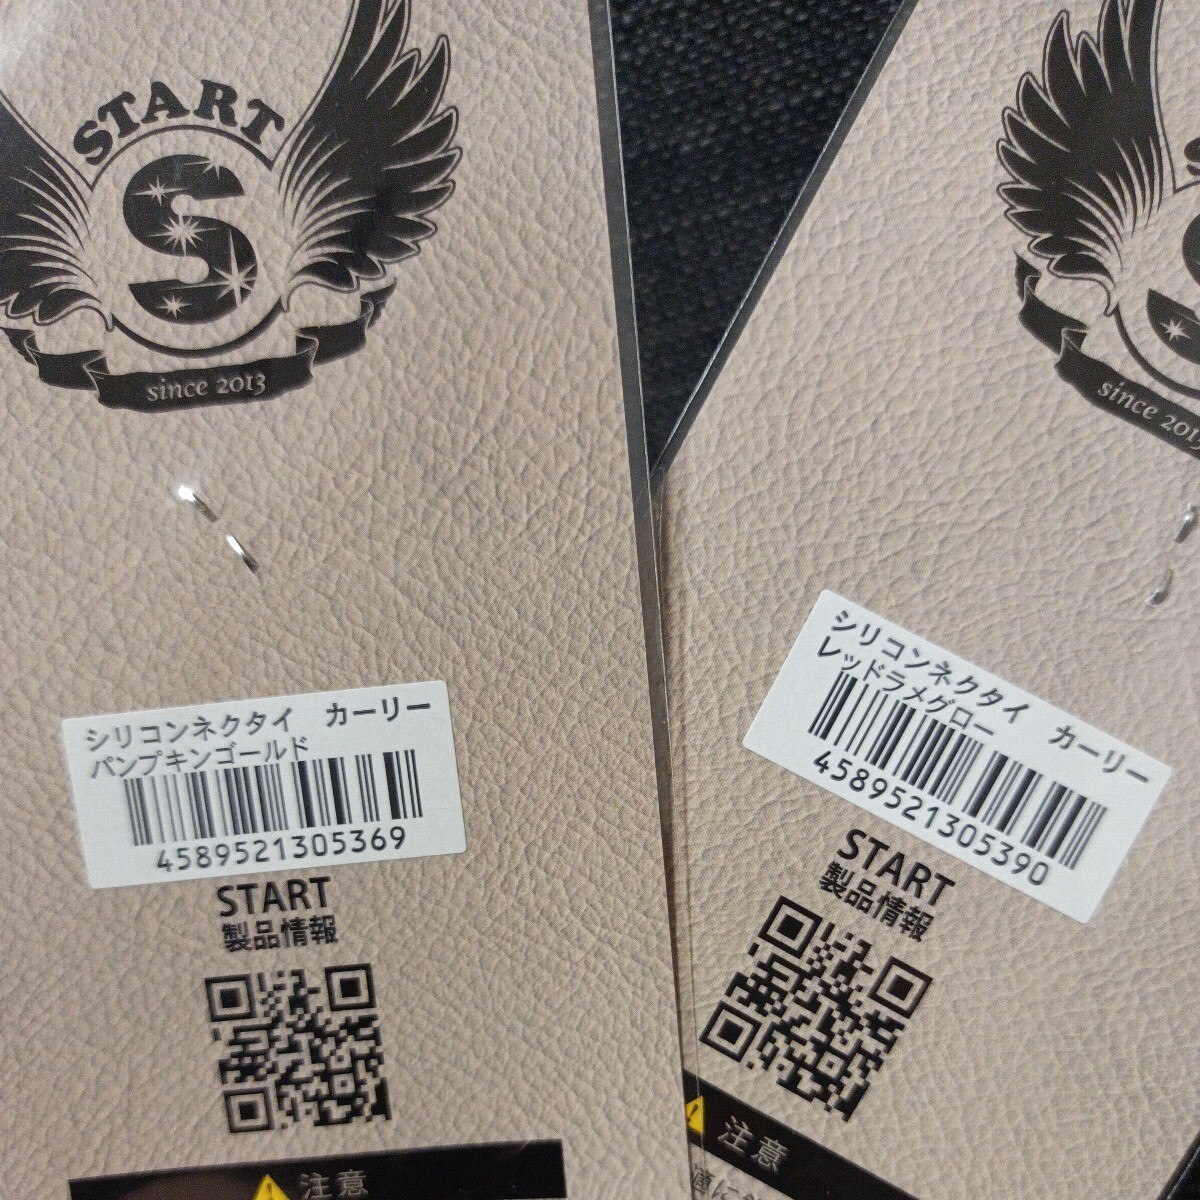 START
S
since 2013
シリコンネクタイ　カーリー
パンプキンゴールド
4589521305369
START
製品情報
注意
since 2013
シリコンネクタイ　カーリー
レッドラメグロー
4589521305390
START
製品情報
注意